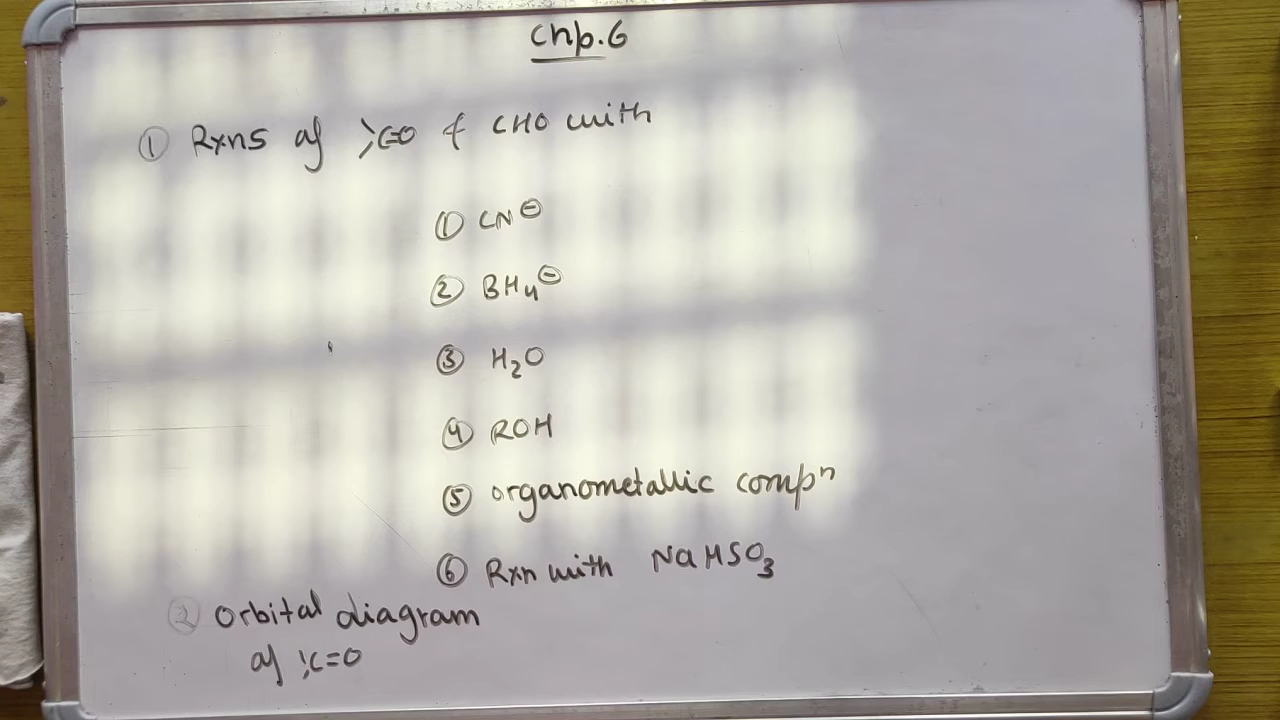 Chp.6
① Rxns of >C=O & CHO with
① CN⊖
② BH₄⊖
③ H₂O
④ ROH
⑤ organometallic compⁿ
⑥ Rxn with NaHSO₃
② orbital diagram
of >C=O